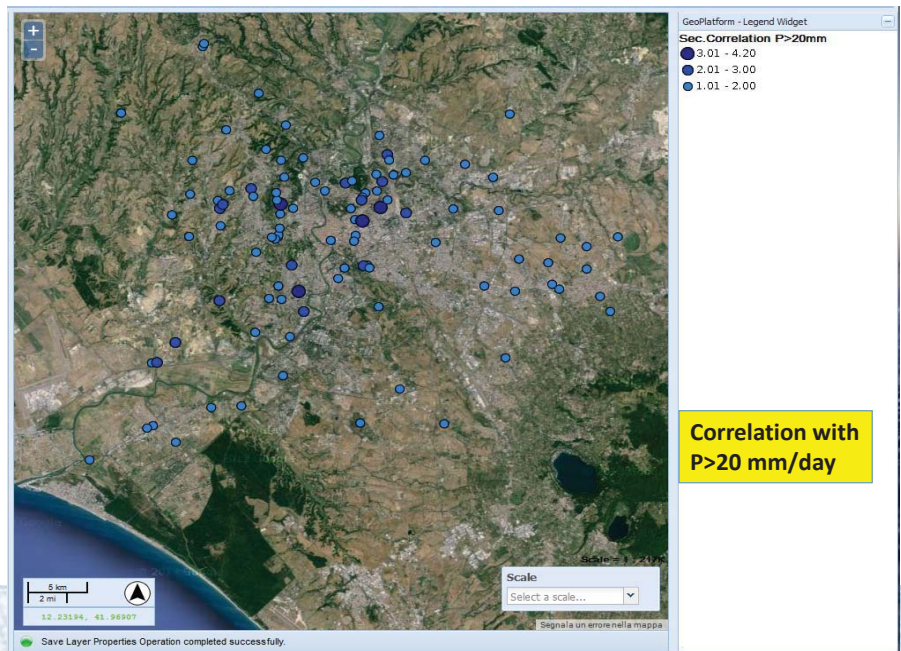 +
-
GeoPlatform - Legend Widget
Sec.Correlation P>20mm
3.01 - 4.20
2.01 - 3.00
1.01 - 2.00
Correlation with
P>20 mm/day
Scale = 1 :
5 km
2 mi
12.23194, 41.96907
Scale
Select a scale...
Segnala un errore nella mappa
Save Layer Properties Operation completed successfully.